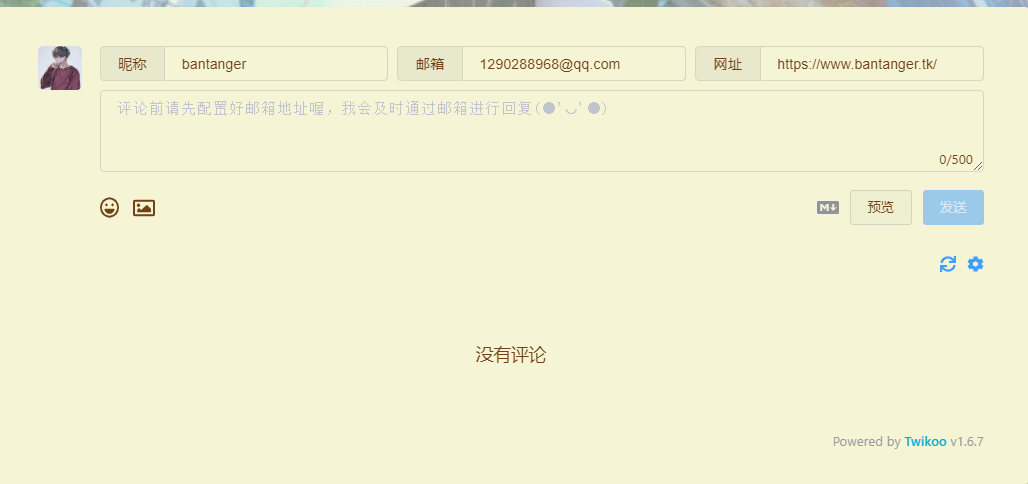 昵称 bantanger 邮箱 1290288968@qq.com 网址 https://www.bantanger.tk/
评论前请先配置好邮箱地址喔，我会及时通过邮箱进行回复(●'◡'●)
0/500
M↓ 预览 发送
没有评论
Powered by Twikoo v1.6.7